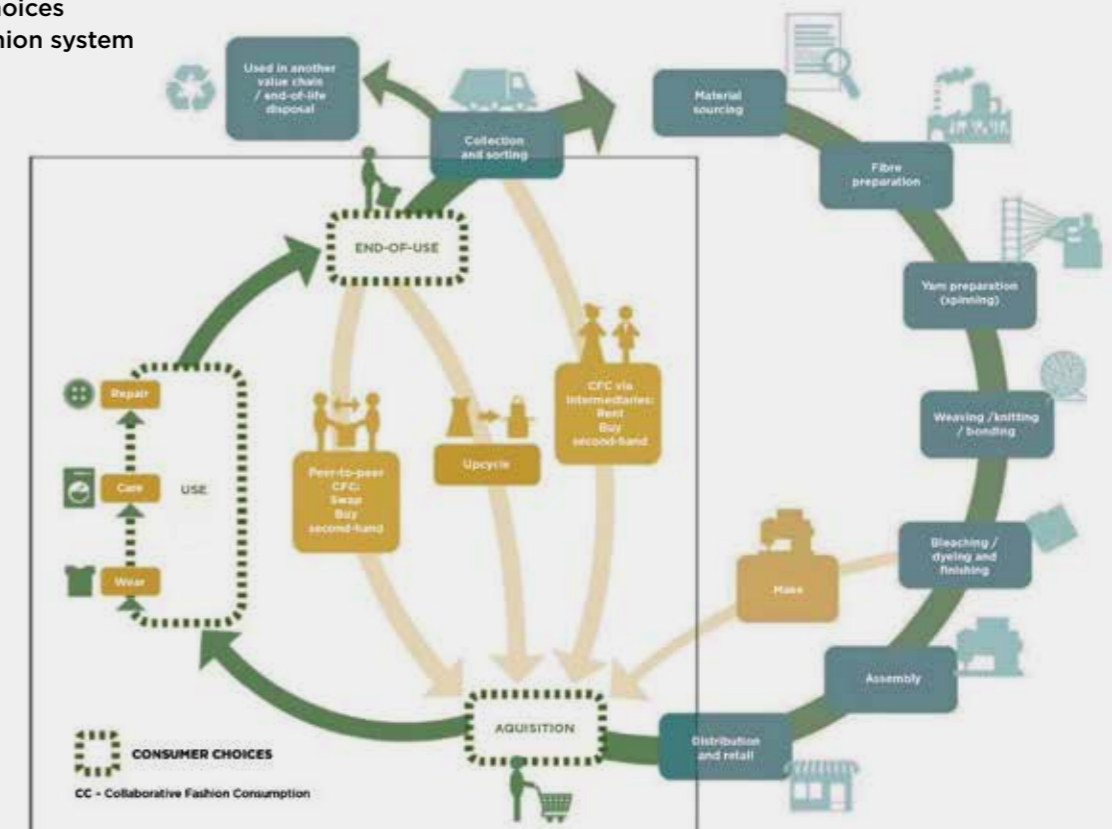 hion system
Used in another
value chain
/ end-of-life
disposal
Collection
and sorting
Material
sourcing
Fibre
preparation
Yarn preparation
(spinning)
Weaving /knitting
/ bonding
Bleaching /
dyeing and
finishing
Assembly
Distribution
and retail
Make
END-OF-USE
CFC via
Intermediaries:
Rent
Buy
second-hand
Upcycle
Peer-to-peer
CFC:
Swap
Buy
second-hand
Repair
Care
USE
Wear
AQUISITION
CONSUMER CHOICES
CC - Collaborative Fashion Consumption